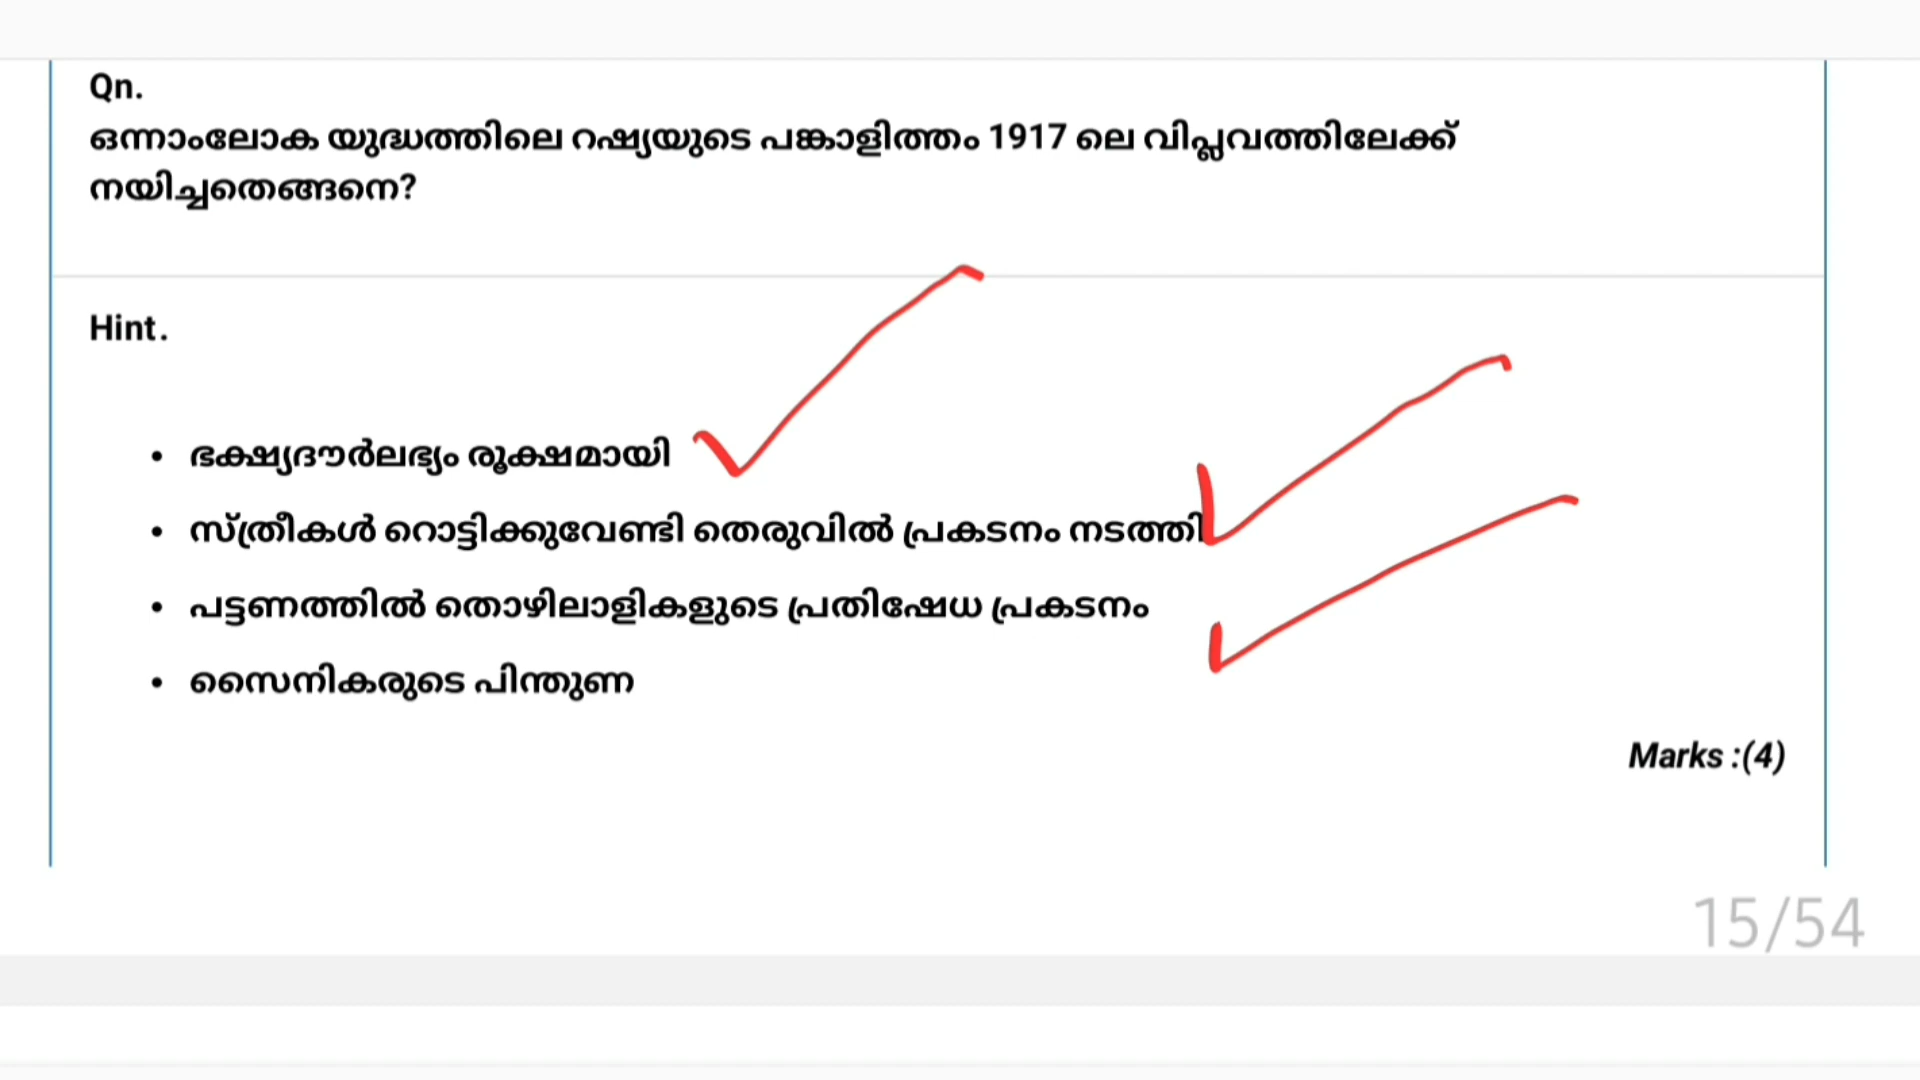 Qn.
ഒന്നാംലോക യുദ്ധത്തിലെ റഷ്യയുടെ പങ്കാളിത്തം 1917 ലെ വിപ്ലവത്തിലേക്ക്
നയിച്ചതെങ്ങനെ?
Hint.
• ഭക്ഷ്യദൗർലഭ്യം രൂക്ഷമായി
• സ്ത്രീകൾ റൊട്ടിക്കുവേണ്ടി തെരുവിൽ പ്രകടനം നടത്തി
• പട്ടണത്തിൽ തൊഴിലാളികളുടെ പ്രതിഷേധ പ്രകടനം
• സൈനികരുടെ പിന്തുണ
Marks :(4)
15/54